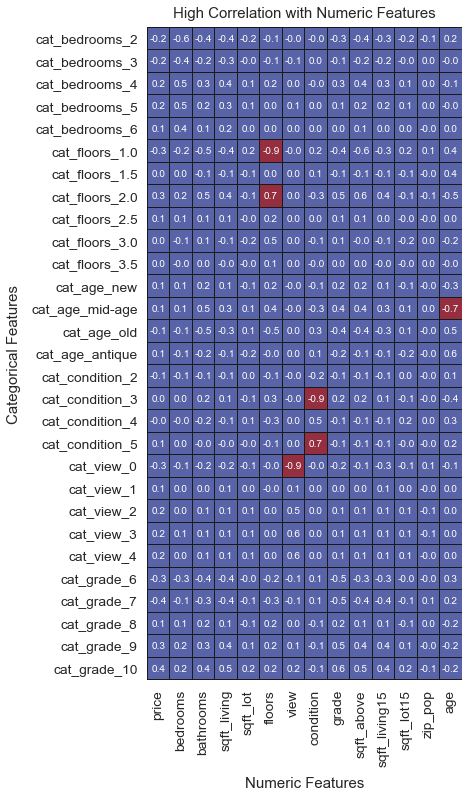 High Correlation with Numeric Features
Categorical Features
cat_bedrooms_2 -0.2 -0.6 -0.4 -0.4 -0.2 -0.1 -0.0 -0.0 -0.3 -0.4 -0.3 -0.2 -0.1 0.2
cat_bedrooms_3 -0.2 -0.4 -0.2 -0.3 -0.0 -0.1 -0.1 0.0 -0.1 -0.2 -0.2 -0.0 0.0 -0.0
cat_bedrooms_4 0.2 0.5 0.3 0.4 0.1 0.2 0.0 -0.0 0.3 0.4 0.3 0.1 0.0 -0.1
cat_bedrooms_5 0.2 0.5 0.2 0.3 0.1 0.0 0.1 0.0 0.1 0.2 0.2 0.1 0.0 -0.0
cat_bedrooms_6 0.1 0.4 0.1 0.2 0.0 0.0 0.0 0.0 0.0 0.1 0.0 0.0 -0.0 0.0
cat_floors_1.0 -0.3 -0.2 -0.5 -0.4 0.2 -0.9 -0.0 0.2 -0.4 -0.6 -0.3 0.2 0.1 0.4
cat_floors_1.5 0.0 0.0 -0.1 -0.1 -0.1 0.0 0.0 0.1 -0.1 -0.1 -0.1 -0.1 -0.0 0.4
cat_floors_2.0 0.3 0.2 0.5 0.4 -0.1 0.7 0.0 -0.3 0.5 0.6 0.4 -0.1 -0.1 -0.5
cat_floors_2.5 0.1 0.1 0.1 0.1 -0.0 0.2 0.0 0.0 0.1 0.1 0.0 -0.0 -0.0 0.0
cat_floors_3.0 0.0 -0.1 0.1 -0.1 -0.2 0.5 0.0 -0.1 0.1 -0.0 -0.1 -0.2 0.0 -0.2
cat_floors_3.5 0.0 -0.0 0.0 -0.0 -0.0 0.1 0.0 -0.0 0.0 0.0 0.0 -0.0 -0.0 -0.0
cat_age_new 0.1 0.1 0.2 0.1 -0.1 0.2 -0.0 -0.1 0.2 0.2 0.1 -0.1 -0.0 -0.3
cat_age_mid-age 0.1 0.1 0.5 0.3 0.1 0.4 -0.0 -0.3 0.4 0.4 0.3 0.1 0.0 -0.7
cat_age_old -0.1 -0.1 -0.5 -0.3 0.1 -0.5 0.0 0.3 -0.4 -0.4 -0.3 0.1 -0.0 0.5
cat_age_antique 0.1 -0.1 -0.2 -0.1 -0.2 -0.0 0.0 0.1 -0.2 -0.1 -0.1 -0.2 -0.0 0.6
cat_condition_2 -0.1 -0.1 -0.1 -0.1 0.0 -0.1 -0.0 -0.2 -0.1 -0.1 -0.1 0.0 -0.0 0.1
cat_condition_3 0.0 0.0 0.2 0.1 -0.1 0.3 -0.0 -0.9 0.2 0.2 0.1 -0.1 -0.0 -0.4
cat_condition_4 -0.0 -0.0 -0.2 -0.1 0.1 -0.3 0.0 0.5 -0.1 -0.1 -0.1 0.2 0.0 0.3
cat_condition_5 0.1 0.0 -0.0 -0.0 -0.0 -0.1 0.0 0.7 -0.1 -0.1 -0.1 -0.0 -0.0 0.2
cat_view_0 -0.3 -0.1 -0.2 -0.2 -0.1 -0.0 -0.9 -0.0 -0.2 -0.1 -0.3 -0.1 0.1 -0.1
cat_view_1 0.1 0.0 0.0 0.1 0.0 -0.0 0.1 0.0 0.0 0.0 0.1 0.0 -0.0 0.0
cat_view_2 0.2 0.0 0.1 0.1 0.1 0.0 0.5 0.0 0.1 0.1 0.2 0.1 -0.0 0.0
cat_view_3 0.2 0.1 0.1 0.1 0.1 0.0 0.6 0.0 0.1 0.1 0.2 0.1 -0.0 0.0
cat_view_4 0.2 0.0 0.1 0.1 0.1 0.0 0.6 0.0 0.1 0.1 0.1 0.1 -0.0 0.0
cat_grade_6 -0.3 -0.3 -0.4 -0.4 -0.0 -0.2 -0.1 0.1 -0.5 -0.3 -0.3 -0.0 0.0 0.3
cat_grade_7 -0.4 -0.1 -0.3 -0.4 -0.1 -0.3 -0.1 0.1 -0.5 -0.4 -0.4 -0.1 0.1 0.2
cat_grade_8 0.1 0.1 0.2 0.1 -0.1 0.2 0.0 -0.1 0.2 0.1 0.2 -0.0 0.0 -0.2
cat_grade_9 0.3 0.2 0.3 0.4 0.1 0.2 0.1 -0.1 0.5 0.4 0.4 0.1 -0.0 -0.2
cat_grade_10 0.4 0.2 0.4 0.5 0.2 0.2 0.2 -0.1 0.6 0.5 0.4 0.2 -0.1 -0.2
price bedrooms bathrooms sqft_living sqft_lot floors view condition grade sqft_above sqft_living15 sqft_lot15 zip_pop age
Numeric Features